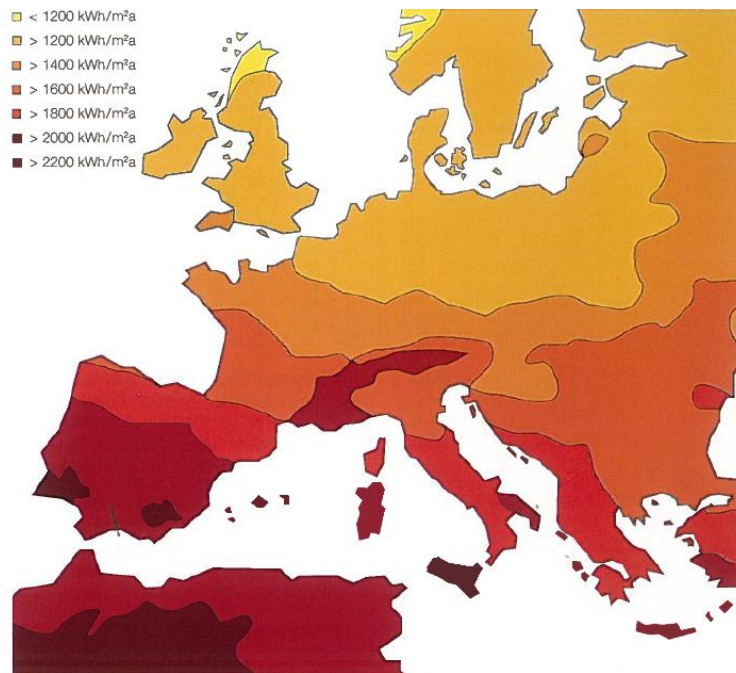 < 1200 kWh/m²a
> 1200 kWh/m²a
> 1400 kWh/m²a
> 1600 kWh/m²a
> 1800 kWh/m²a
> 2000 kWh/m²a
> 2200 kWh/m²a